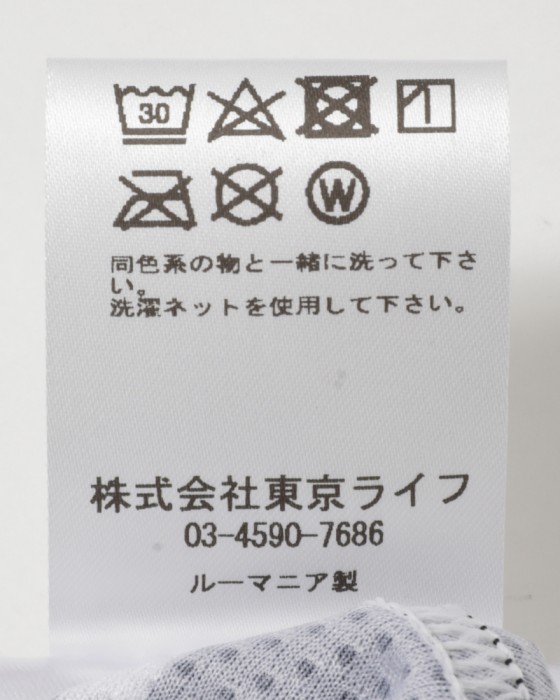 30
W
同色系の物と一緒に洗って下さ
い。
洗濯ネットを使用して下さい。
株式会社東京ライフ
03-4590-7686
ルーマニア製